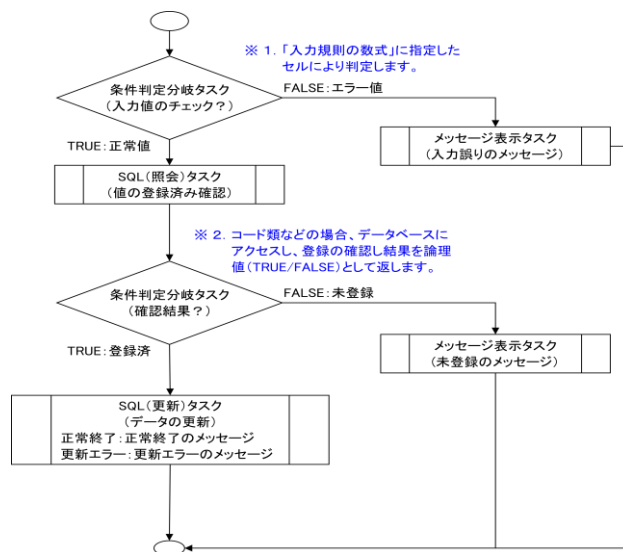 ※ 1. 「入力規則の数式」に指定した
セルにより判定します。
条件判定分岐タスク
(入力値のチェック?)
FALSE:エラー値
TRUE:正常値
メッセージ表示タスク
(入力誤りのメッセージ)
SQL(照会)タスク
(値の登録済み確認)
※ 2. コード類などの場合、データベースに
アクセスし、登録の確認し結果を論理
値(TRUE/FALSE)として返します。
条件判定分岐タスク
(確認結果?)
FALSE:未登録
TRUE:登録済
メッセージ表示タスク
(未登録のメッセージ)
SQL(更新)タスク
(データの更新)
正常終了:正常終了のメッセージ
更新エラー:更新エラーのメッセージ